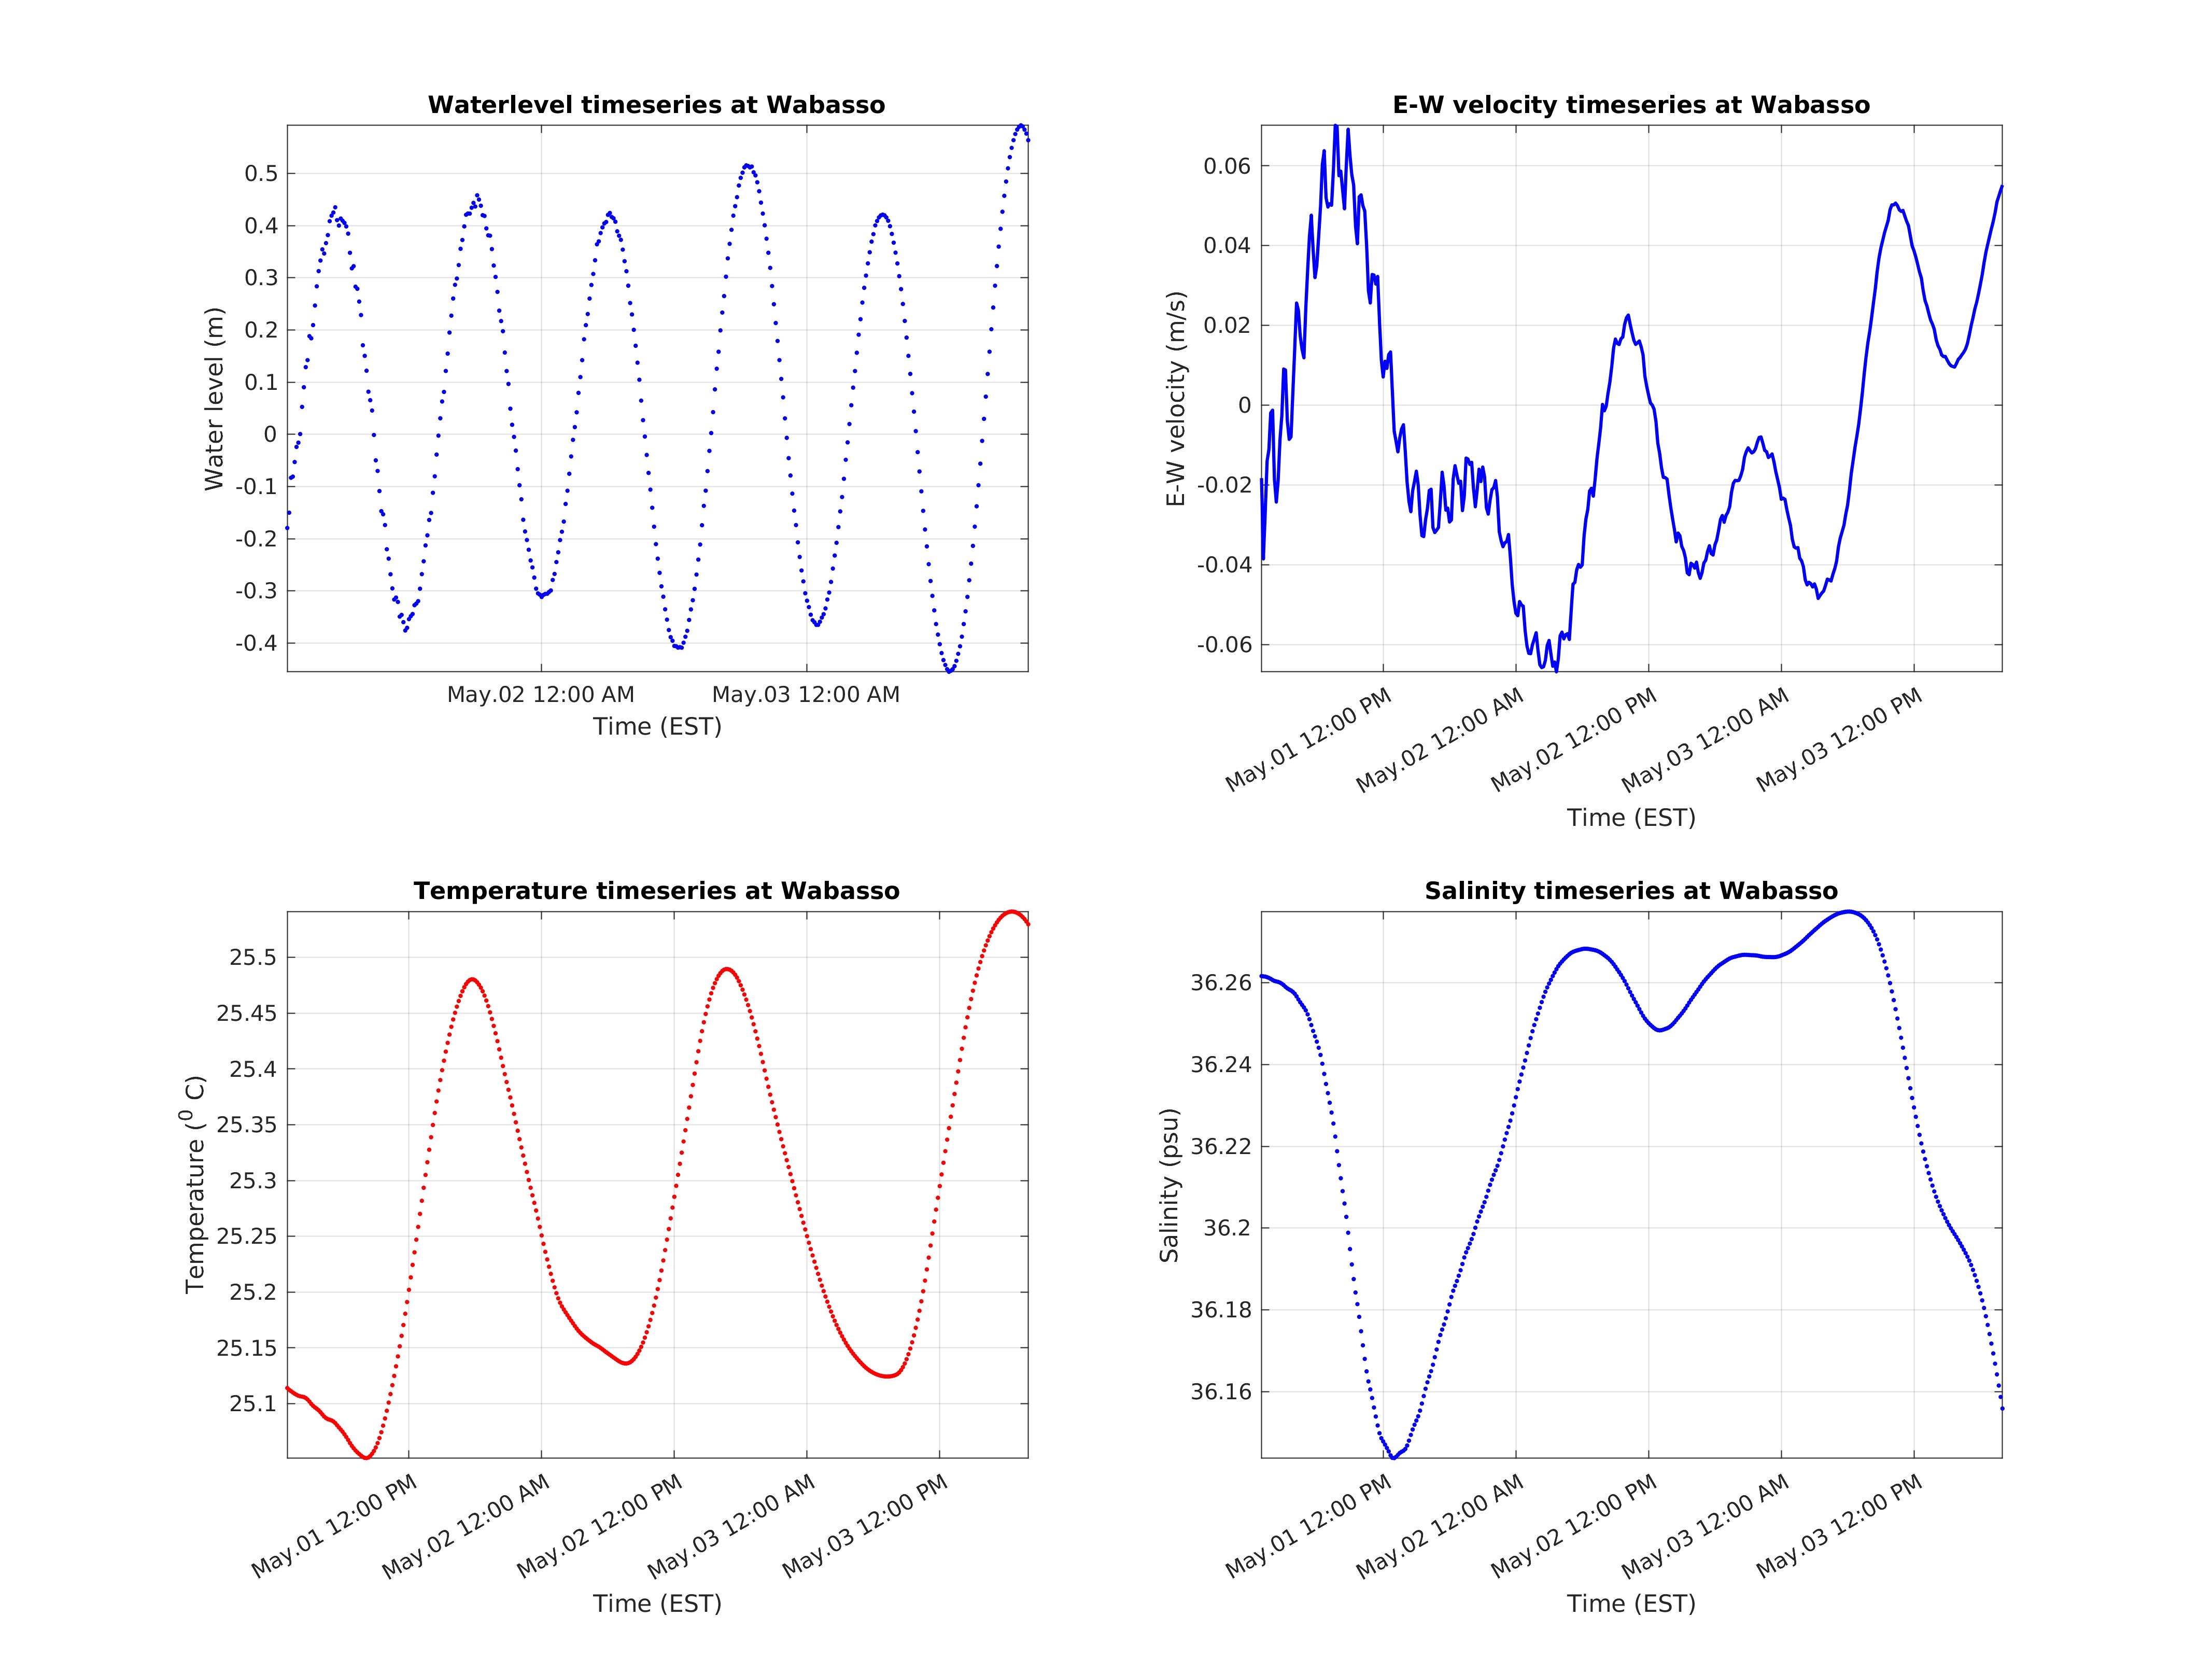 Waterlevel timeseries at Wabasso
0.5
0.4
0.3
0.2
0.1
0
-0.1
-0.2
-0.3
-0.4
Water level (m)
May.02 12:00 AM May.03 12:00 AM
Time (EST)
E-W velocity timeseries at Wabasso
0.06
0.04
0.02
0
-0.02
-0.04
-0.06
E-W velocity (m/s)
May.01 12:00 PM
May.02 12:00 AM
May.02 12:00 PM
May.03 12:00 AM
May.03 12:00 PM
Time (EST)
Temperature timeseries at Wabasso
25.5
25.45
25.4
25.35
25.3
25.25
25.2
25.15
25.1
Temperature (⁰ C)
May.01 12:00 PM
May.02 12:00 AM
May.02 12:00 PM
May.03 12:00 AM
May.03 12:00 PM
Time (EST)
Salinity timeseries at Wabasso
36.26
36.24
36.22
36.2
36.18
36.16
Salinity (psu)
May.01 12:00 PM
May.02 12:00 AM
May.02 12:00 PM
May.03 12:00 AM
May.03 12:00 PM
Time (EST)